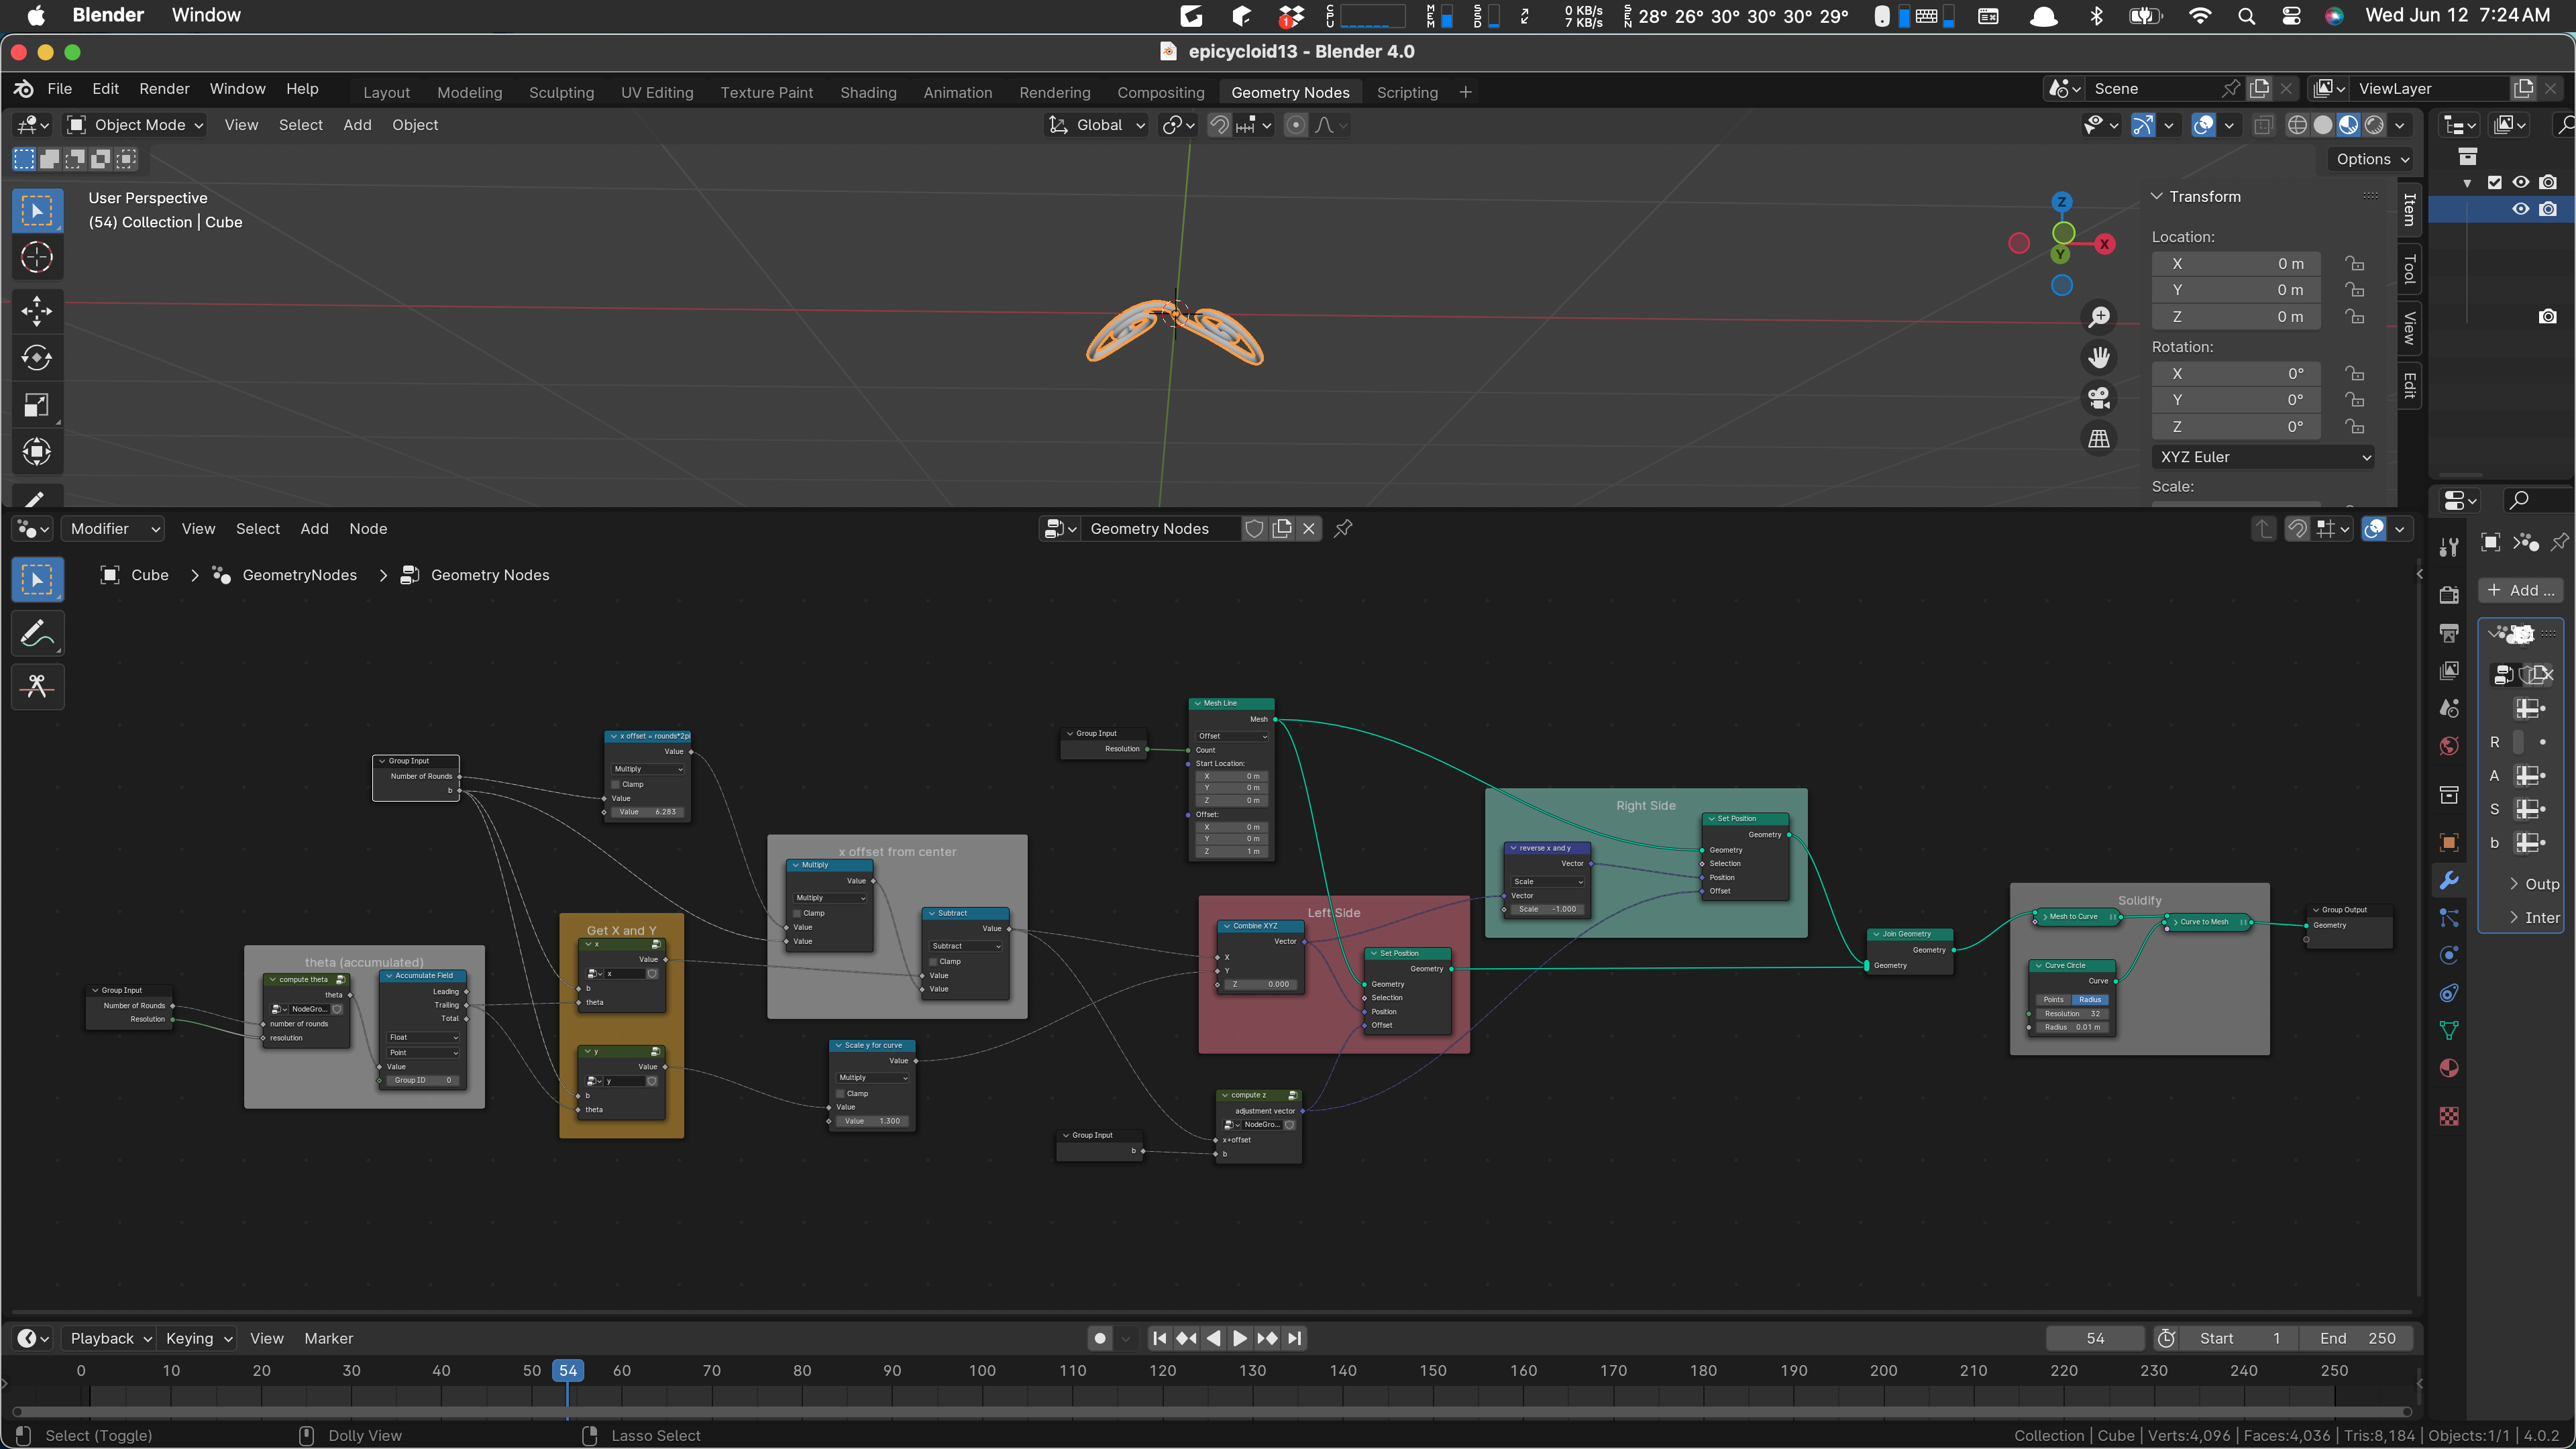 Blender Window
CPU MEM SSD 0 KB/s 7 KB/s SEN 28° 26° 30° 30° 30° 29° Wed Jun 12 7:24 AM
1
epicycloid13 - Blender 4.0
File Edit Render Window Help Layout Modeling Sculpting UV Editing Texture Paint Shading Animation Rendering Compositing Geometry Nodes Scripting + Scene ViewLayer
Object Mode View Select Add Object Global
Options
User Perspective
(54) Collection | Cube
Z X Y
Transform
Location:
X 0 m
Y 0 m
Z 0 m
Rotation:
X 0°
Y 0°
Z 0°
XYZ Euler
Scale:
Item
Tool
View
Edit
Modifier View Select Add Node Geometry Nodes
Cube > GeometryNodes > Geometry Nodes
+ Add ...
R
A
S
b
> Outp
> Inter
Group Input
Number of Rounds
b
x offset = rounds*2pi
Value
Multiply
Clamp
Value
Value 6.283
Group Input
Resolution
Mesh Line
Mesh
Offset
Count
Start Location:
X 0 m
Y 0 m
Z 0 m
Offset:
X 0 m
Y 0 m
Z 1 m
Group Input
Number of Rounds
Resolution
theta (accumulated)
compute theta
theta
NodeGro...
number of rounds
resolution
Accumulate Field
Leading
Trailing
Total
Float
Point
Value
Group ID 0
Get X and Y
x
Value
x
b
theta
y
Value
y
b
theta
x offset from center
Multiply
Value
Multiply
Clamp
Value
Value
Subtract
Value
Subtract
Clamp
Value
Value
Scale y for curve
Value
Multiply
Clamp
Value
Value 1.300
Group Input
b
compute z
adjustment vector
NodeGro...
x+offset
b
Left Side
Combine XYZ
Vector
X
Y
Z 0.000
Set Position
Geometry
Geometry
Selection
Position
Offset
Right Side
reverse x and y
Vector
Scale
Vector
Scale -1.000
Set Position
Geometry
Geometry
Selection
Position
Offset
Join Geometry
Geometry
Geometry
Solidify
Mesh to Curve
Curve to Mesh
Curve Circle
Curve
Points Radius
Resolution 32
Radius 0.01 m
Group Output
Geometry
Playback Keying View Marker 54 Start 1 End 250
0 10 20 30 40 50 54 60 70 80 90 100 110 120 130 140 150 160 170 180 190 200 210 220 230 240 250
Select (Toggle) Dolly View Lasso Select Collection | Cube | Verts:4,096 | Faces:4,036 | Tris:8,184 | Objects:1/1 | 4.0.2